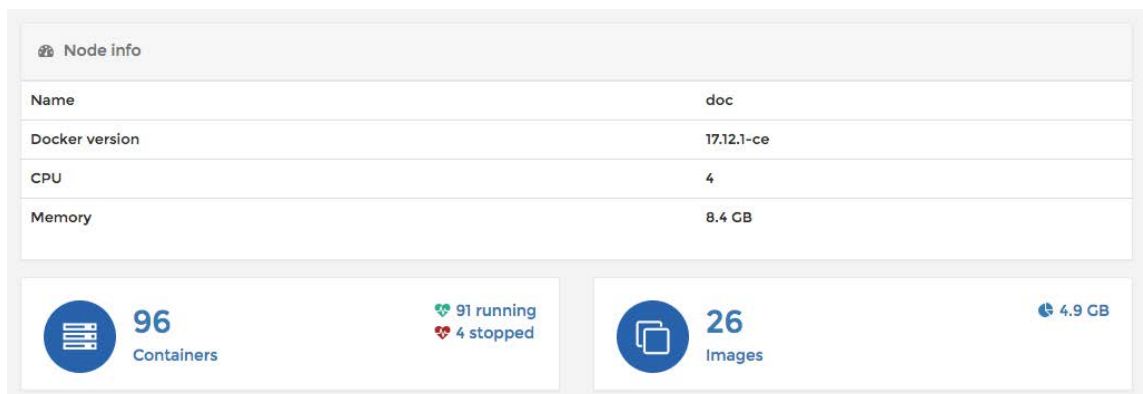 Node info
Name doc
Docker version 17.12.1-ce
CPU 4
Memory 8.4 GB
96
Containers
91 running
4 stopped
26
Images
4.9 GB